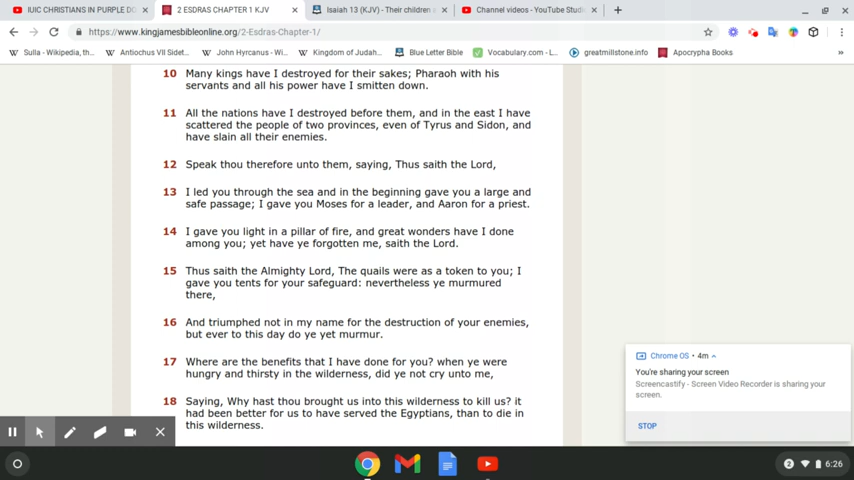 IUIC CHRISTIANS IN PURPLE DO
2 ESDRAS CHAPTER 1 KJV
Isaiah 13 (KJV) - Their children s
Channel videos - YouTube Studi
https://www.kingjamesbibleonline.org/2-Esdras-Chapter-1/
Sulla - Wikipedia, th...
Antiochus VII Sidet...
John Hyrcanus - Wi...
Kingdom of Judah...
Blue Letter Bible
Vocabulary.com - L...
greatmillstone.info
Apocrypha Books
»
10 Many kings have I destroyed for their sakes; Pharaoh with his
servants and all his power have I smitten down.
11 All the nations have I destroyed before them, and in the east I have
scattered the people of two provinces, even of Tyrus and Sidon, and
have slain all their enemies.
12 Speak thou therefore unto them, saying, Thus saith the Lord,
13 I led you through the sea and in the beginning gave you a large and
safe passage; I gave you Moses for a leader, and Aaron for a priest.
14 I gave you light in a pillar of fire, and great wonders have I done
among you; yet have ye forgotten me, saith the Lord.
15 Thus saith the Almighty Lord, The quails were as a token to you; I
gave you tents for your safeguard: nevertheless ye murmured
there,
16 And triumphed not in my name for the destruction of your enemies,
but ever to this day do ye yet murmur.
17 Where are the benefits that I have done for you? when ye were
hungry and thirsty in the wilderness, did ye not cry unto me,
18 Saying, Why hast thou brought us into this wilderness to kill us? it
had been better for us to have served the Egyptians, than to die in
this wilderness.
Chrome OS • 4m
You're sharing your screen
Screencastify - Screen Video Recorder is sharing your
screen.
STOP
2
6:26